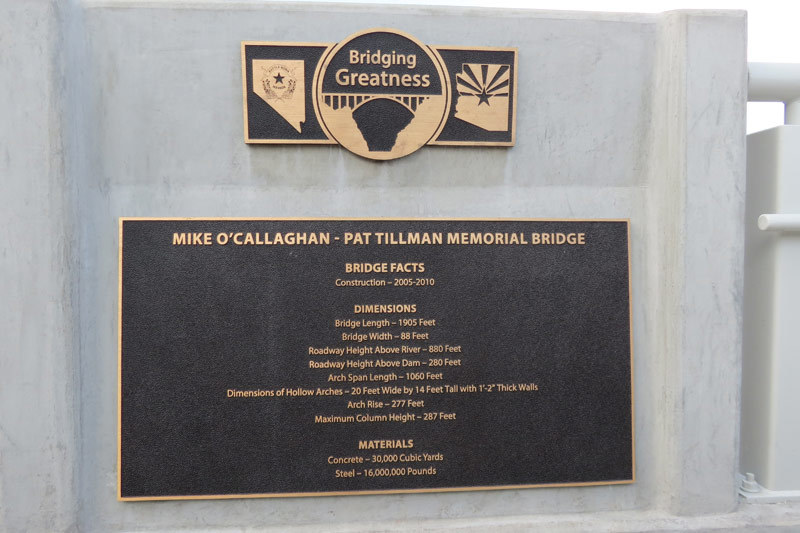 Bridging
Greatness
MIKE O'CALLAGHAN - PAT TILLMAN MEMORIAL BRIDGE
BRIDGE FACTS
Construction – 2005-2010
DIMENSIONS
Bridge Length – 1905 Feet
Bridge Width – 88 Feet
Roadway Height Above River – 880 Feet
Roadway Height Above Dam – 280 Feet
Arch Span Length – 1060 Feet
Dimensions of Hollow Arches – 20 Feet Wide by 14 Feet Tall with 1'-2" Thick Walls
Arch Rise – 277 Feet
Maximum Column Height – 287 Feet
MATERIALS
Concrete – 30,000 Cubic Yards
Steel – 16,000,000 Pounds